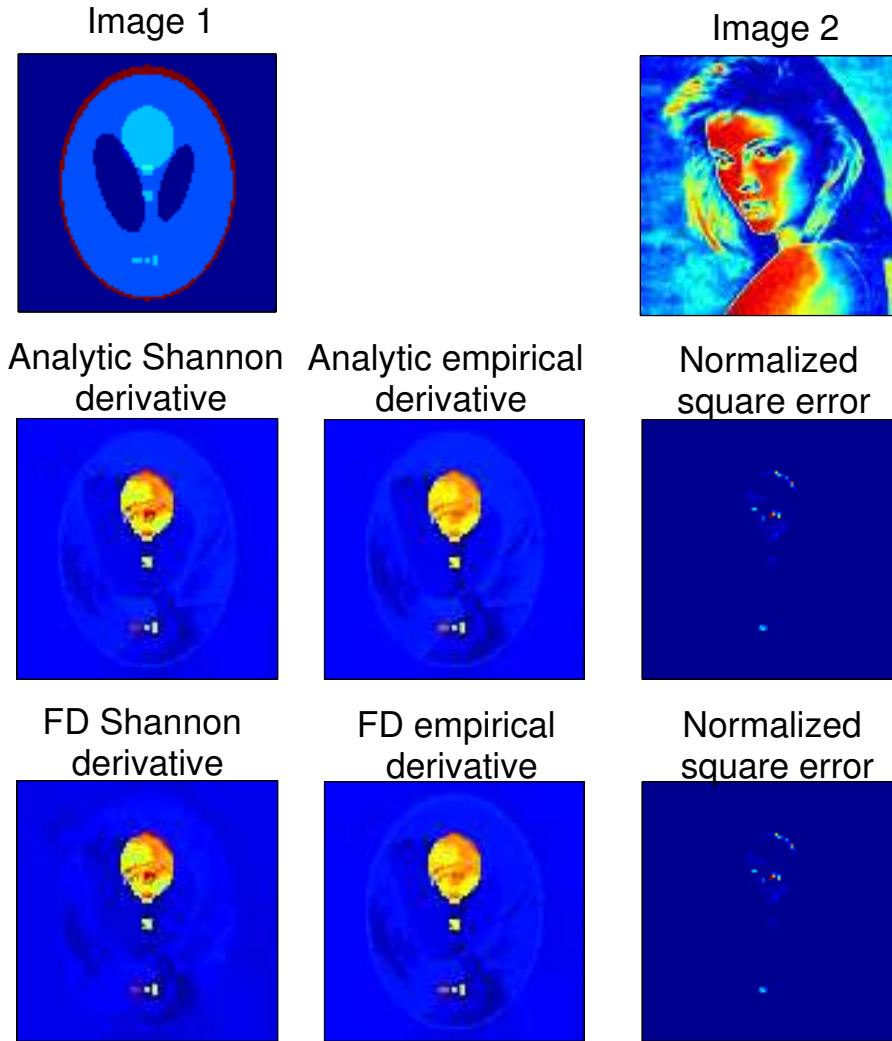 Image 1
Image 2
Analytic Shannon
derivative
Analytic empirical
derivative
Normalized
square error
FD Shannon
derivative
FD empirical
derivative
Normalized
square error